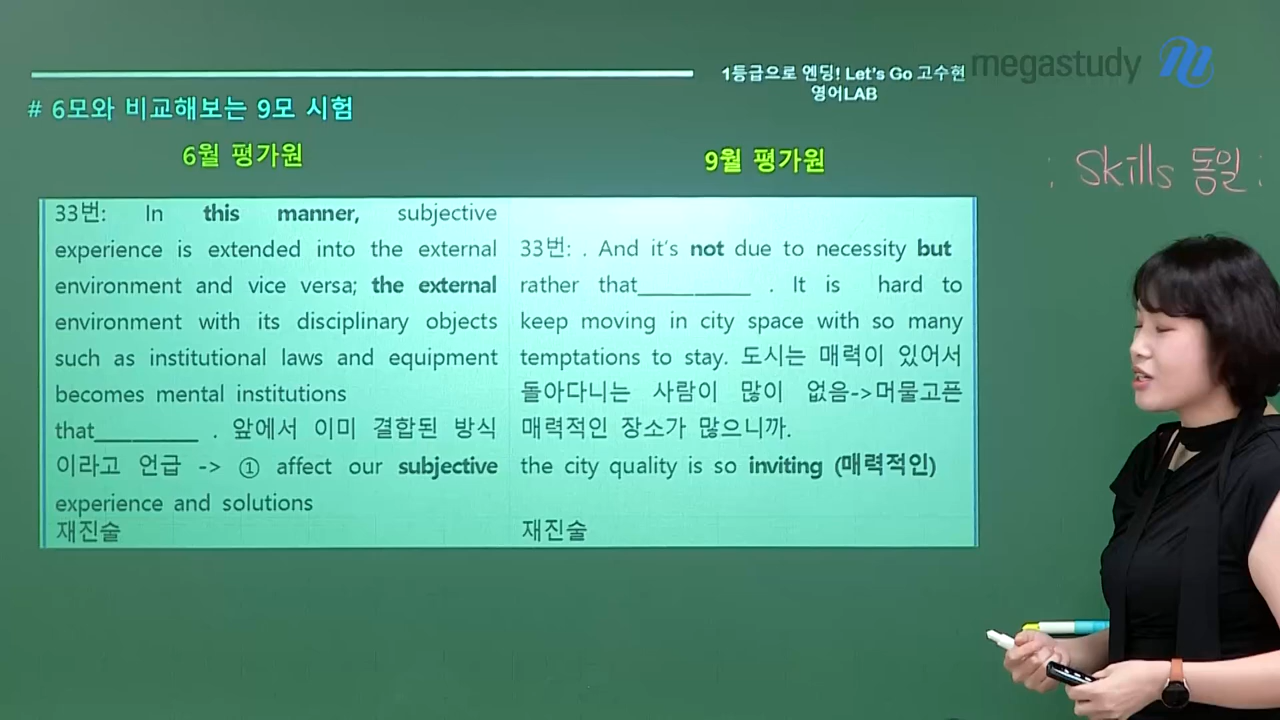 1등급으로 엔딩! Let's Go 고수현
영어LAB
megastudy
# 6모와 비교해보는 9모 시험
6월 평가원
9월 평가원
: Skills 동일 :
33번: In this manner, subjective
experience is extended into the external
environment and vice versa; the external
environment with its disciplinary objects
such as institutional laws and equipment
becomes mental institutions
that__________ . 앞에서 이미 결합된 방식
이라고 언급 -> ① affect our subjective
experience and solutions
재진술
33번: . And it's not due to necessity but
rather that___________ . It is hard to
keep moving in city space with so many
temptations to stay. 도시는 매력이 있어서
돌아다니는 사람이 많이 없음->머물고픈
매력적인 장소가 많으니까.
the city quality is so inviting (매력적인)
재진술